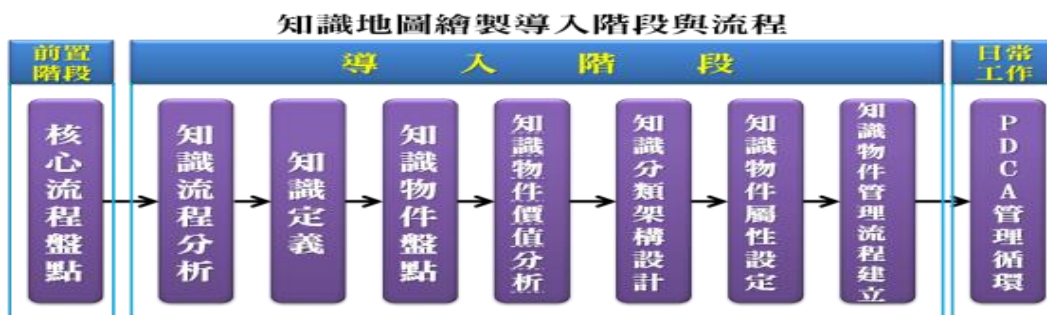 知識地圖繪製導入階段與流程
前置
階段
導入階段
日常
工作
核心流程盤點
知識流程分析
知識定義
知識物件盤點
知識物件價值分析
知識分類架構設計
知識物件屬性設定
知識物件管理流程建立
PDCA管理循環